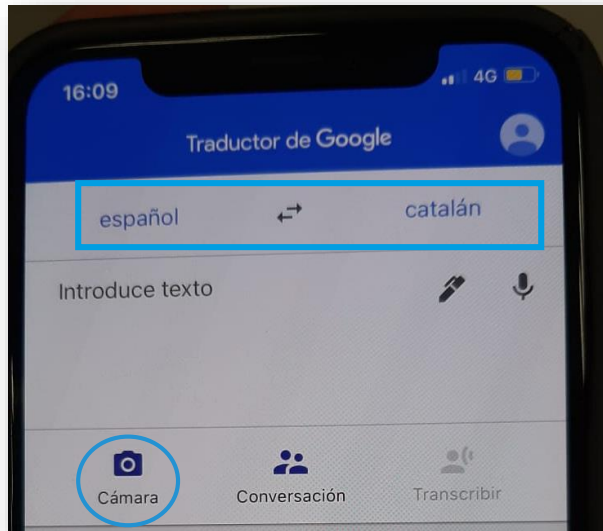 16:09 4G
Traductor de Google
español catalán
Introduce texto
Cámara Conversación Transcribir